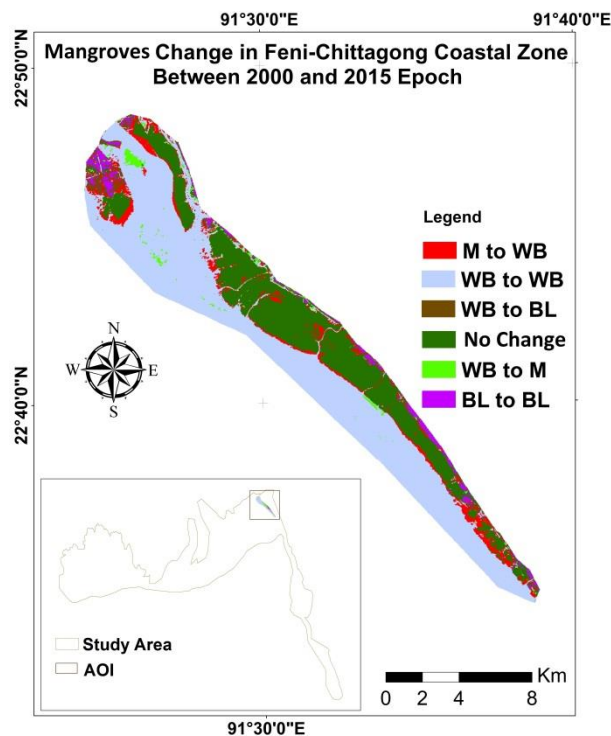 91°30'0"E
91°40'0"E
Mangroves Change in Feni-Chittagong Coastal Zone
Between 2000 and 2015 Epoch
22°50'0"N
22°40'0"N
Legend
M to WB
WB to WB
WB to BL
No Change
WB to M
BL to BL
N
W
E
S
Study Area
AOI
Km
0 2 4 8
91°30'0"E